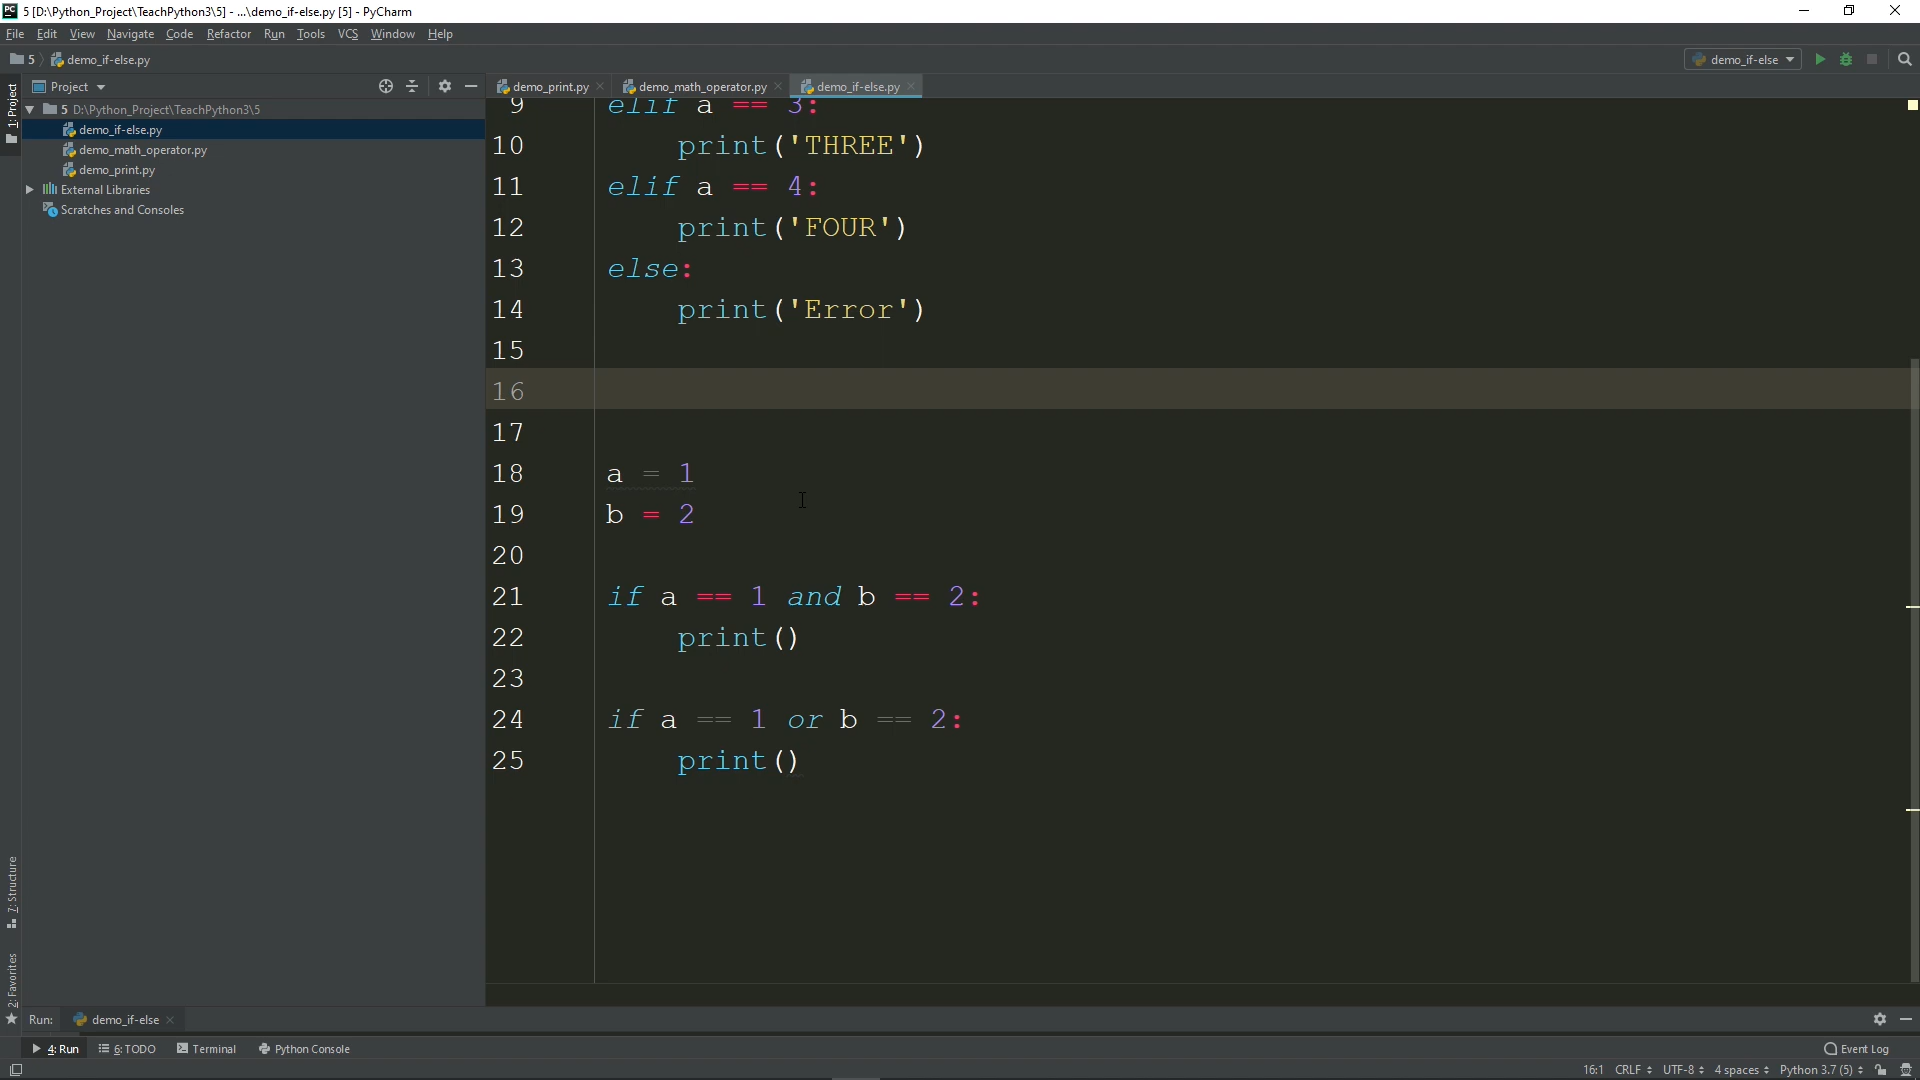 5 [D:\Python_Project\TeachPython3\5] - ...\demo_if-else.py [5] - PyCharm
File Edit View Navigate Code Refactor Run Tools VCS Window Help
5 demo_if-else.py
demo_if-else
1: Project
Project
demo_print.py demo_math_operator.py demo_if-else.py
5 D:\Python_Project\TeachPython3\5
demo_if-else.py
demo_math_operator.py
demo_print.py
External Libraries
Scratches and Consoles
9 elif a == 3:
10 print('THREE')
11 elif a == 4:
12 print('FOUR')
13 else:
14 print('Error')
15
16
17
18 a = 1
19 b = 2
20
21 if a == 1 and b == 2:
22 print()
23
24 if a == 1 or b == 2:
25 print()
7: Structure
2: Favorites
Run: demo_if-else
4: Run 6: TODO Terminal Python Console
Event Log
16:1 CRLF UTF-8 4 spaces Python 3.7 (5)